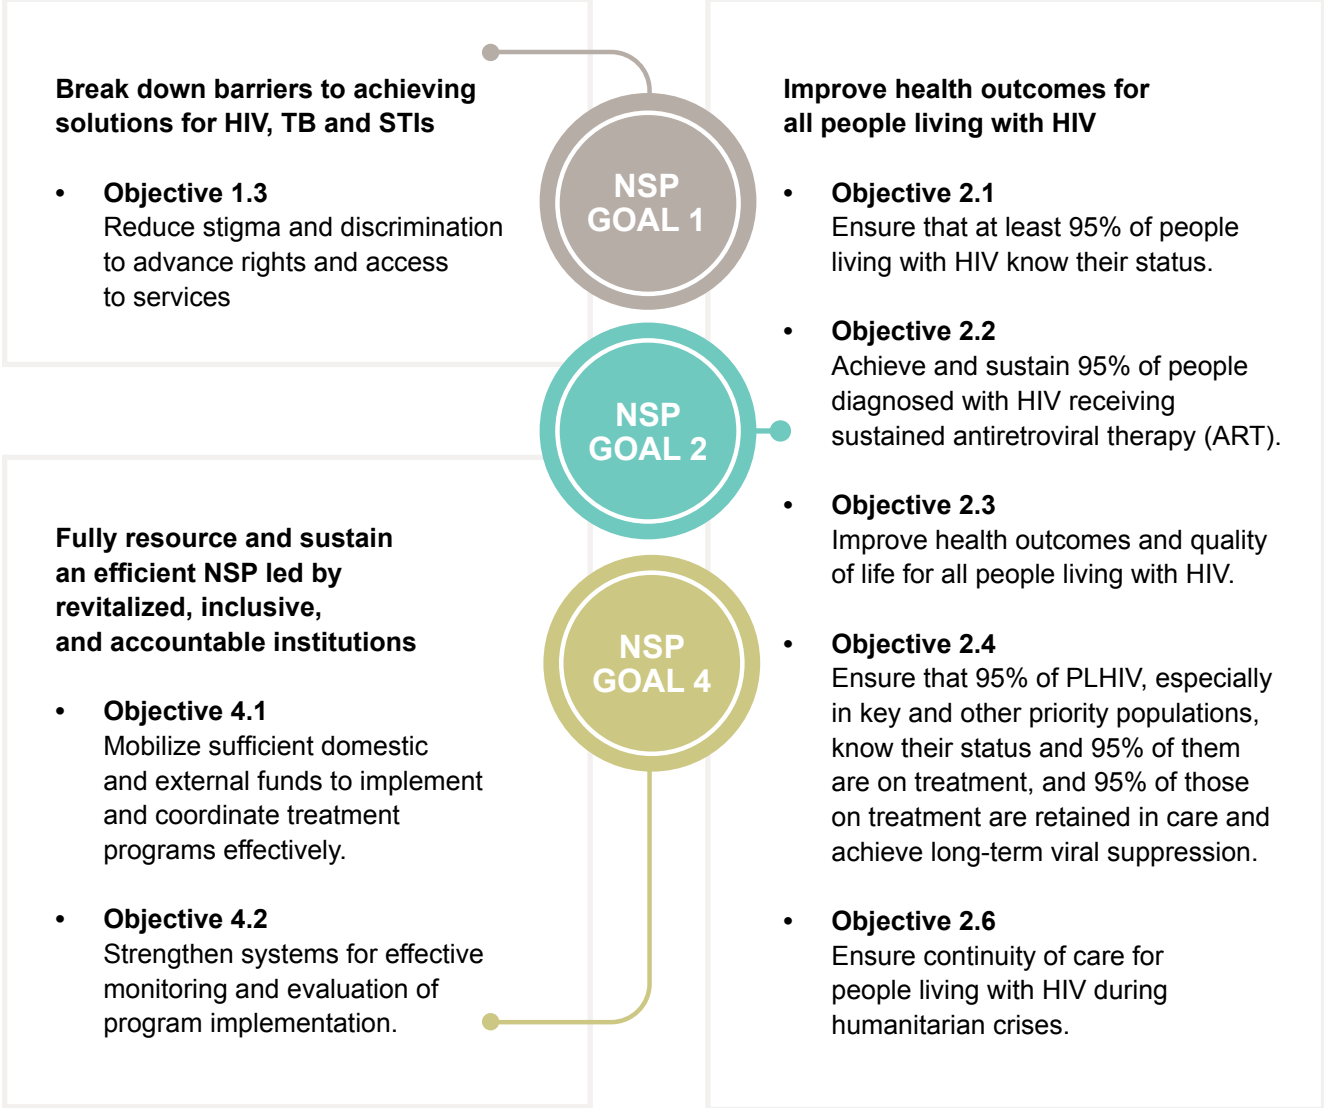 Break down barriers to achieving
solutions for HIV, TB and STIs
• Objective 1.3
Reduce stigma and discrimination
to advance rights and access
to services
NSP
GOAL 1
NSP
GOAL 2
NSP
GOAL 4
Fully resource and sustain
an efficient NSP led by
revitalized, inclusive,
and accountable institutions
• Objective 4.1
Mobilize sufficient domestic
and external funds to implement
and coordinate treatment
programs effectively.
• Objective 4.2
Strengthen systems for effective
monitoring and evaluation of
program implementation.
Improve health outcomes for
all people living with HIV
• Objective 2.1
Ensure that at least 95% of people
living with HIV know their status.
• Objective 2.2
Achieve and sustain 95% of people
diagnosed with HIV receiving
sustained antiretroviral therapy (ART).
• Objective 2.3
Improve health outcomes and quality
of life for all people living with HIV.
• Objective 2.4
Ensure that 95% of PLHIV, especially
in key and other priority populations,
know their status and 95% of them
are on treatment, and 95% of those
on treatment are retained in care and
achieve long-term viral suppression.
• Objective 2.6
Ensure continuity of care for
people living with HIV during
humanitarian crises.